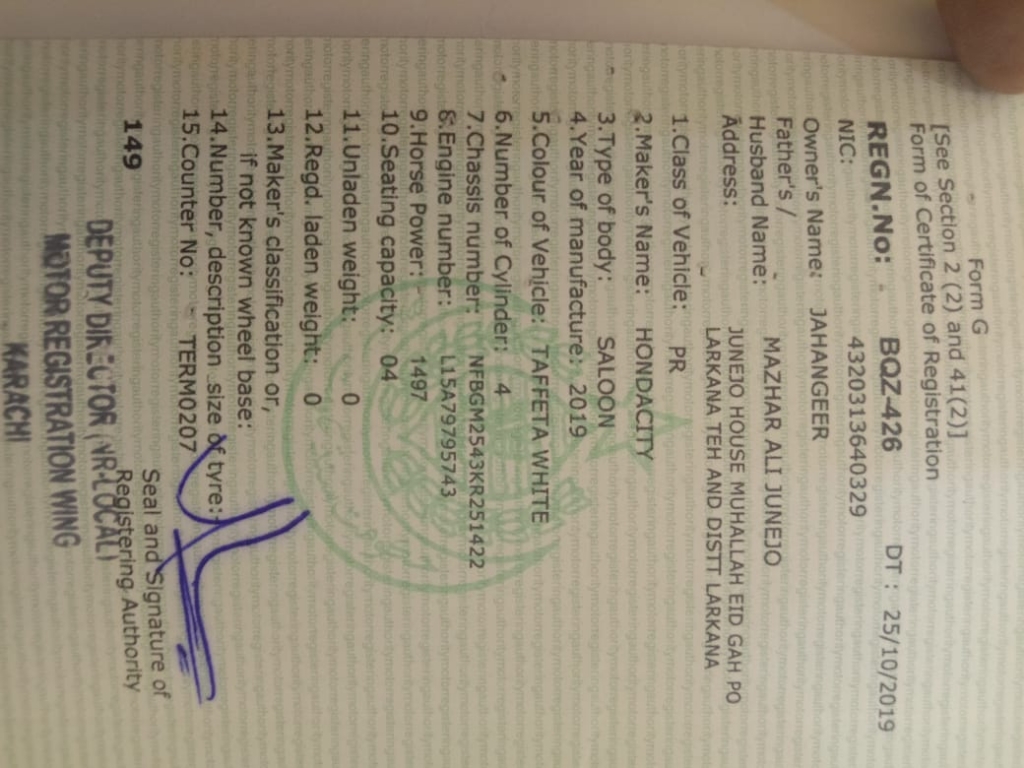 Form G
[See Section 2 (2) and 41(2)]
Form of Certificate of Registration
REGN.No: BQZ-426 DT : 25/10/2019
NIC: 4320313640329
Owner's Name: JAHANGEER
Father's /
Husband Name: MAZHAR ALI JUNEJO
Address: JUNEJO HOUSE MUHALLAH EID GAH PO
LARKANA TEH AND DISTT LARKANA
1.Class of Vehicle: PR
2.Maker's Name: HONDACITY
3.Type of body: SALOON
4.Year of manufacture: 2019
5.Colour of Vehicle: TAFFETA WHITE
6.Number of Cylinder: 4
7.Chassis number: NFBGM2543KR251422
8.Engine number: L15A79795743
9.Horse Power: 1497
10.Seating capacity: 04
11.Unladen weight: 0
12.Regd. laden weight: 0
13.Maker's classification or,
if not known wheel base:
14.Number, description size of tyre:
15.Counter No: TERM0207
Seal and Signature of
149 Registering Authority
DEPUTY DIRECTOR (VR-LOCAL)
MOTOR REGISTRATION WING
KARACHI